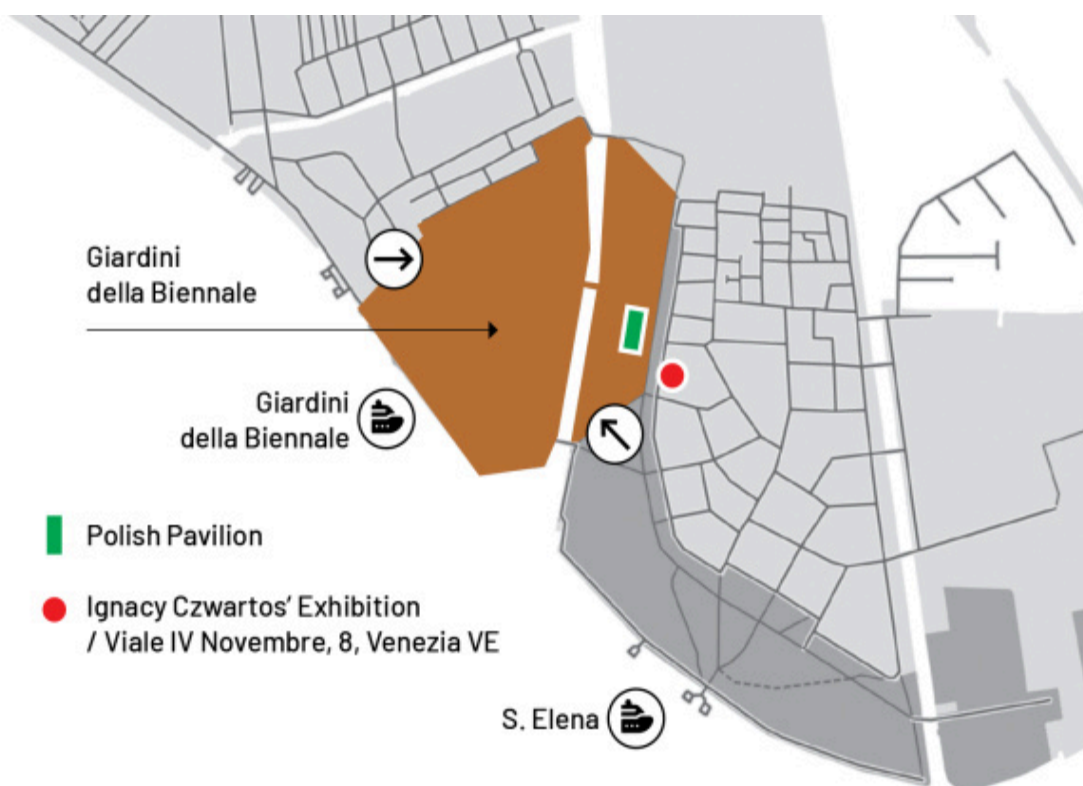 Giardini
della Biennale
Giardini
della Biennale
Polish Pavilion
Ignacy Czwartos' Exhibition
/ Viale IV Novembre, 8, Venezia VE
S. Elena